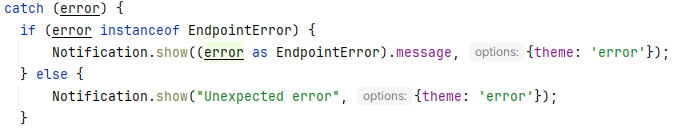 catch (error) {
  if (error instanceof EndpointError) {
      Notification.show((error as EndpointError).message, options: {theme: 'error'});
  } else {
      Notification.show("Unexpected error", options: {theme: 'error'});
  }